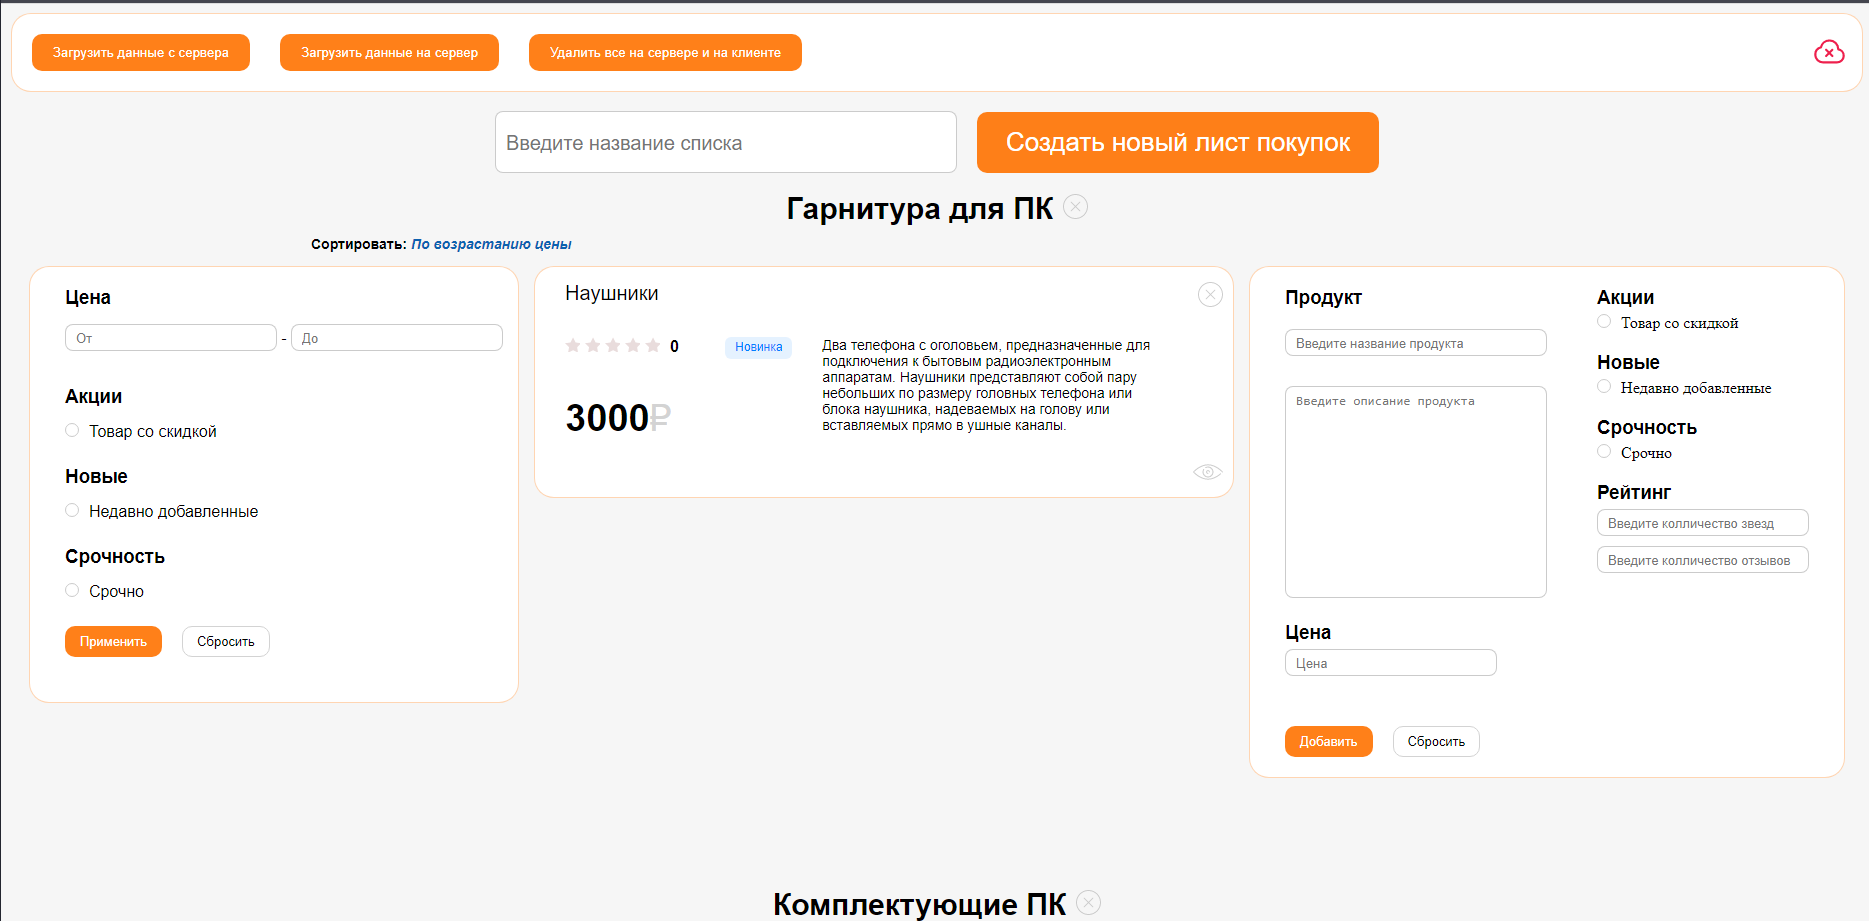 Загрузить данные с сервера
Загрузить данные на сервер
Удалить все на сервере и на клиенте
Введите название списка
Создать новый лист покупок
Гарнитура для ПК
Сортировать: По возрастанию цены
Цена
От - До
Акции
Товар со скидкой
Новые
Недавно добавленные
Срочность
Срочно
Применить
Сбросить
Наушники
0
Новинка
3000₽
Два телефона с оголовьем, предназначенные для
подключения к бытовым радиоэлектронным
аппаратам. Наушники представляют собой пару
небольших по размеру головных телефона или
блока наушника, надеваемых на голову или
вставляемых прямо в ушные каналы.
Продукт
Введите название продукта
Введите описание продукта
Цена
Цена
Добавить
Сбросить
Акции
Товар со скидкой
Новые
Недавно добавленные
Срочность
Срочно
Рейтинг
Введите колличество звезд
Введите колличество отзывов
Комплектующие ПК